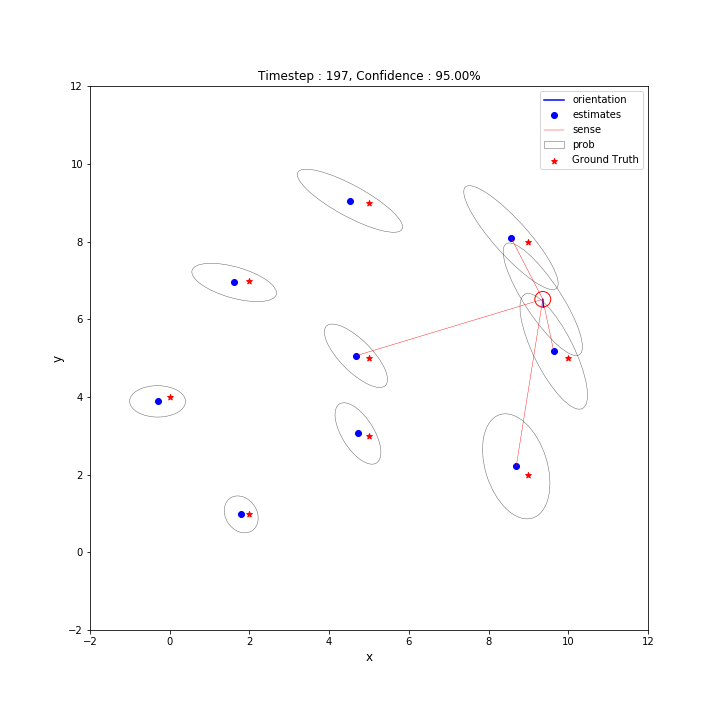 Timestep : 197, Confidence : 95.00%
orientation
estimates
sense
prob
Ground Truth
12
10
8
6
4
2
0
−2
y
−2 0 2 4 6 8 10 12
x